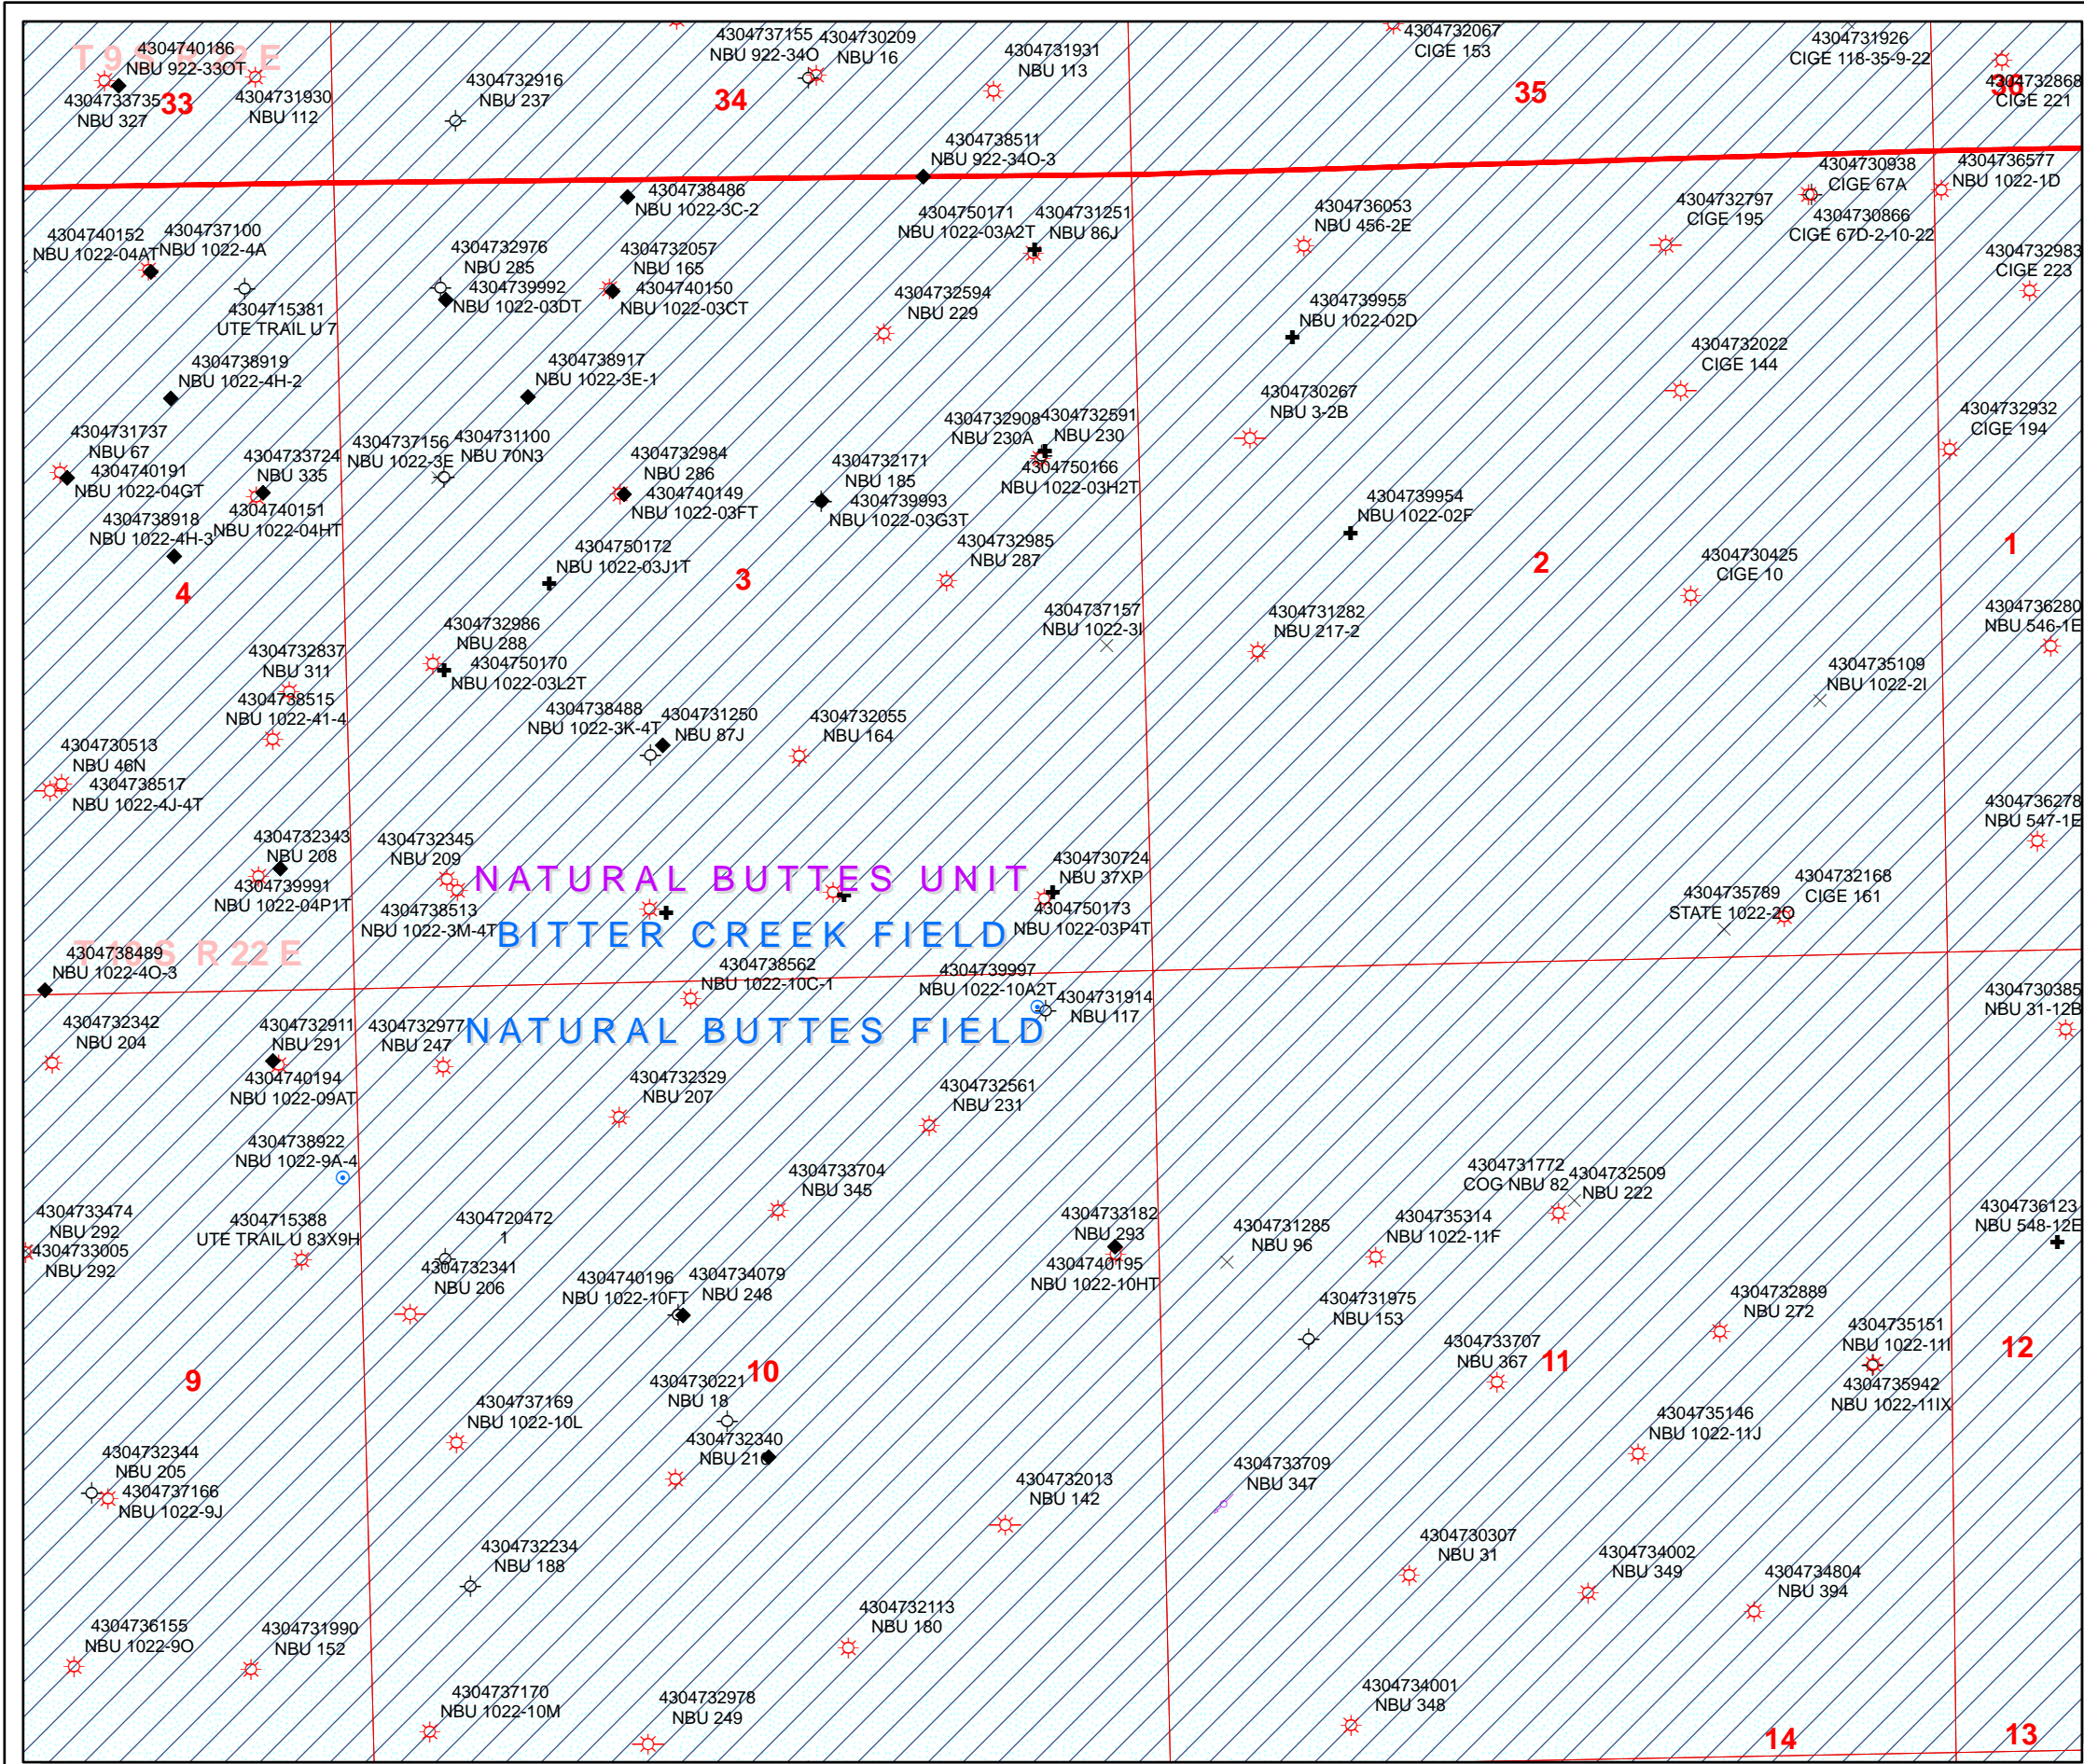 T 9 S R 22 E
4304740186
NBU 922-33OT
4304733735
NBU 327
33
4304731930
NBU 112
4304732916
NBU 237
4304737155
NBU 922-34O
4304730209
NBU 16
34
4304731931
NBU 113
4304732067
CIGE 153
35
4304731926
CIGE 118-35-9-22
36
4304732868
CIGE 221
4304738511
NBU 922-34O-3
4304738486
NBU 1022-3C-2
4304750171
NBU 1022-03A2T
4304731251
NBU 86J
4304736053
NBU 456-2E
4304732797
CIGE 195
4304730938
CIGE 67A
4304730866
CIGE 67D-2-10-22
4304736577
NBU 1022-1D
4304732983
CIGE 223
4304740152
NBU 1022-04AT
4304737100
NBU 1022-4A
4304715381
UTE TRAIL U 7
4304732976
NBU 285
4304739992
NBU 1022-03DT
4304732057
NBU 165
4304740150
NBU 1022-03CT
4304732594
NBU 229
4304739955
NBU 1022-02D
4304732022
CIGE 144
4304738919
NBU 1022-4H-2
4304738917
NBU 1022-3E-1
4304730267
NBU 3-2B
4304732932
CIGE 194
4304731737
NBU 67
4304740191
NBU 1022-04GT
4304733724
NBU 335
4304740151
NBU 1022-04HT
4304738918
NBU 1022-4H-3
4304737156
NBU 1022-3E
4304731100
NBU 70N3
4304732984
NBU 286
4304740149
NBU 1022-03FT
4304732171
NBU 185
4304739993
NBU 1022-03G3T
4304732908
NBU 230A
4304732591
NBU 230
4304750166
NBU 1022-03H2T
4304739954
NBU 1022-02F
4
4304750172
NBU 1022-03J1T
3
4304732985
NBU 287
2
4304730425
CIGE 10
1
4304737157
NBU 1022-3I
4304731282
NBU 217-2
4304736280
NBU 546-1E
4304732986
NBU 288
4304750170
NBU 1022-03L2T
4304732837
NBU 311
4304738515
NBU 1022-41-4
4304735109
NBU 1022-2I
4304738488
NBU 1022-3K-4T
4304731250
NBU 87J
4304732055
NBU 164
4304730513
NBU 46N
4304738517
NBU 1022-4J-4T
4304736278
NBU 547-1E
4304732343
NBU 208
4304739991
NBU 1022-04P1T
4304732345
NBU 209
4304738513
NBU 1022-3M-4T
NATURAL BUTTES UNIT
4304730724
NBU 37XP
4304750173
NBU 1022-03P4T
4304735789
STATE 1022-2O
4304732168
CIGE 161
BITTER CREEK FIELD
T 10 S R 22 E
4304738489
NBU 1022-4O-3
4304738562
NBU 1022-10C-1
4304739997
NBU 1022-10A2T
4304731914
NBU 117
4304730385
NBU 31-12B
NATURAL BUTTES FIELD
4304732342
NBU 204
4304732911
NBU 291
4304740194
NBU 1022-09AT
4304732977
NBU 247
4304732329
NBU 207
4304732561
NBU 231
4304738922
NBU 1022-9A-4
4304733704
NBU 345
4304731772
COG NBU 82
4304732509
NBU 222
4304733474
NBU 292
4304733005
NBU 292
4304715388
UTE TRAIL U 83X9H
4304720472
1
4304732341
NBU 206
4304733182
NBU 293
4304740195
NBU 1022-10HT
4304731285
NBU 96
4304735314
NBU 1022-11F
4304736123
NBU 548-12E
4304740196
NBU 1022-10FT
4304734079
NBU 248
4304731975
NBU 153
4304732889
NBU 272
4304735151
NBU 1022-11I
4304735942
NBU 1022-11IX
9
10
4304733707
NBU 367
11
12
4304730221
NBU 18
4304737169
NBU 1022-10L
4304732340
NBU 210
4304735146
NBU 1022-11J
4304732344
NBU 205
4304737166
NBU 1022-9J
4304732013
NBU 142
4304733709
NBU 347
4304732234
NBU 188
4304730307
NBU 31
4304734002
NBU 349
4304734804
NBU 394
4304732113
NBU 180
4304736155
NBU 1022-9O
4304731990
NBU 152
4304737170
NBU 1022-10M
4304732978
NBU 249
4304734001
NBU 348
14
13